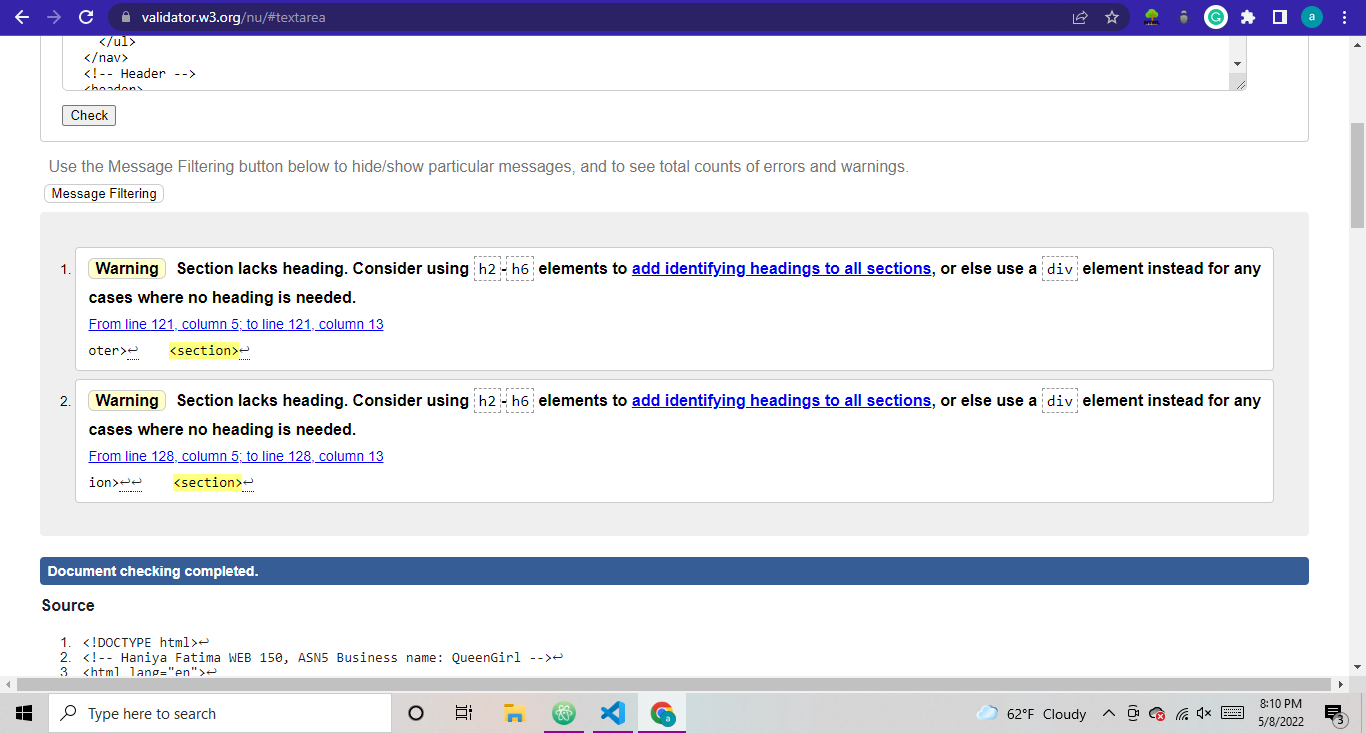 validator.w3.org/nu/#textarea
a
</ul>
</nav>
<!-- Header -->
<header>
Check
Use the Message Filtering button below to hide/show particular messages, and to see total counts of errors and warnings.
Message Filtering
1. Warning Section lacks heading. Consider using h2-h6 elements to add identifying headings to all sections, or else use a div element instead for any
cases where no heading is needed.
From line 121, column 5; to line 121, column 13
oter>↩ <section>↩
2. Warning Section lacks heading. Consider using h2-h6 elements to add identifying headings to all sections, or else use a div element instead for any
cases where no heading is needed.
From line 128, column 5; to line 128, column 13
ion>↩↩ <section>↩
Document checking completed.
Source
1. <!DOCTYPE html>↩
2. <!-- Haniya Fatima WEB 150, ASN5 Business name: QueenGirl -->↩
3. <html lang="en">↩
Type here to search
a
62°F Cloudy
8:10 PM
5/8/2022
3